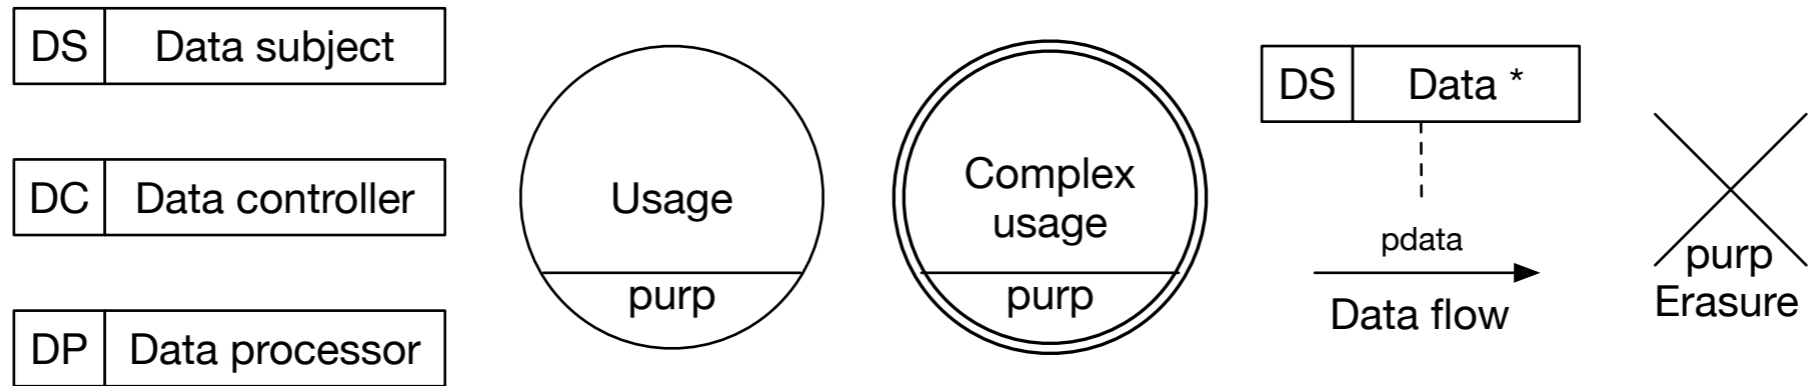 DS Data subject
DC Data controller
DP Data processor
Usage
purp
Complex
usage
purp
DS Data *
pdata
Data flow
purp
Erasure